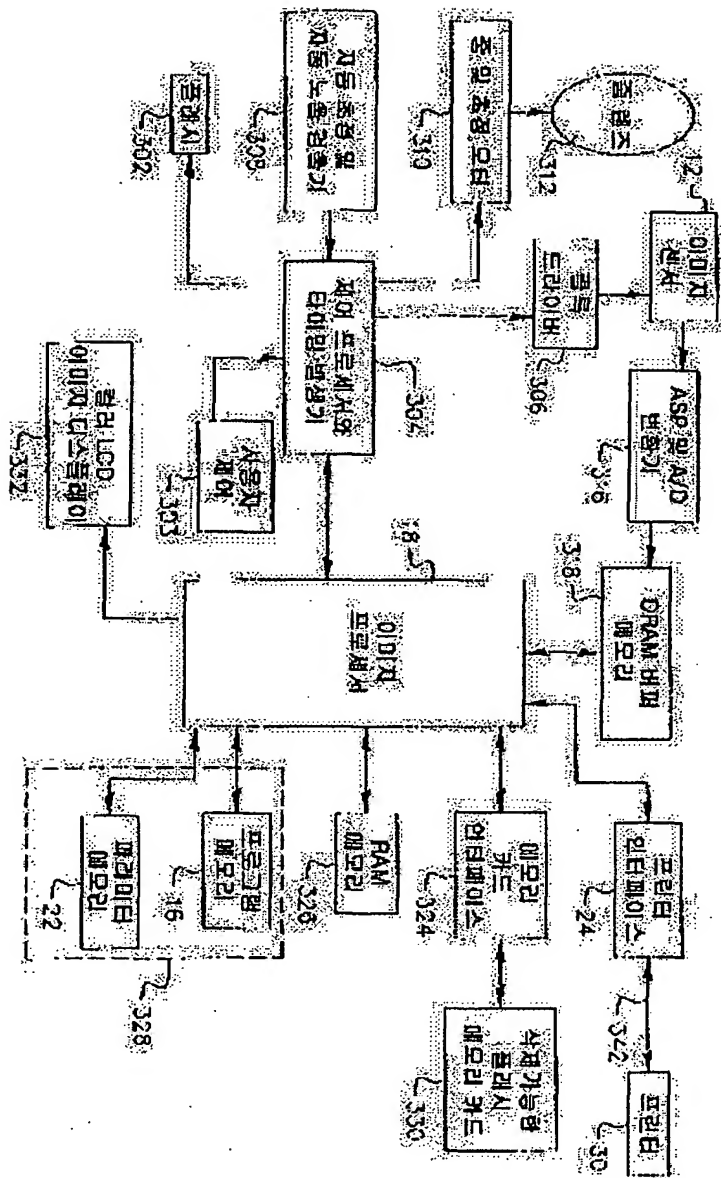 프린터
30
342
프린터
인터페이스
24
삭제가능한
플래시
메모리 카드
330
메모리
카드
인터페이스
324
RAM
메모리
326
프로그램
메모리
16
파라미터
메모리
22
328
DRAM 버퍼
메모리
318
ASP 및 A/D
변환기
316
이미지
프로세서
18
이미지
센서
12
클록
드라이버
306
줌 렌즈
312
줌 및 초점 모터
310
제어 프로세서와
타이밍 발생기
304
사용자
제어
자동 초점 및
자동 노출 검출기
308
플래시
302
컬러 LCD
이미지 디스플레이
332